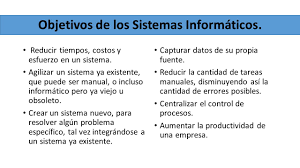 Objetivos de los Sistemas Informáticos.
• Reducir tiempos, costos y
esfuerzo en un sistema.
• Agilizar un sistema ya existente,
que puede ser manual, o incluso
informático pero ya viejo u
obsoleto.
• Crear un sistema nuevo, para
resolver algún problema
específico, tal vez integrándose a
un sistema ya existente.
• Capturar datos de su propia
fuente.
• Reducir la cantidad de tareas
manuales, disminuyendo así la
cantidad de errores posibles.
• Centralizar el control de
procesos.
• Aumentar la productividad de
una empresa.